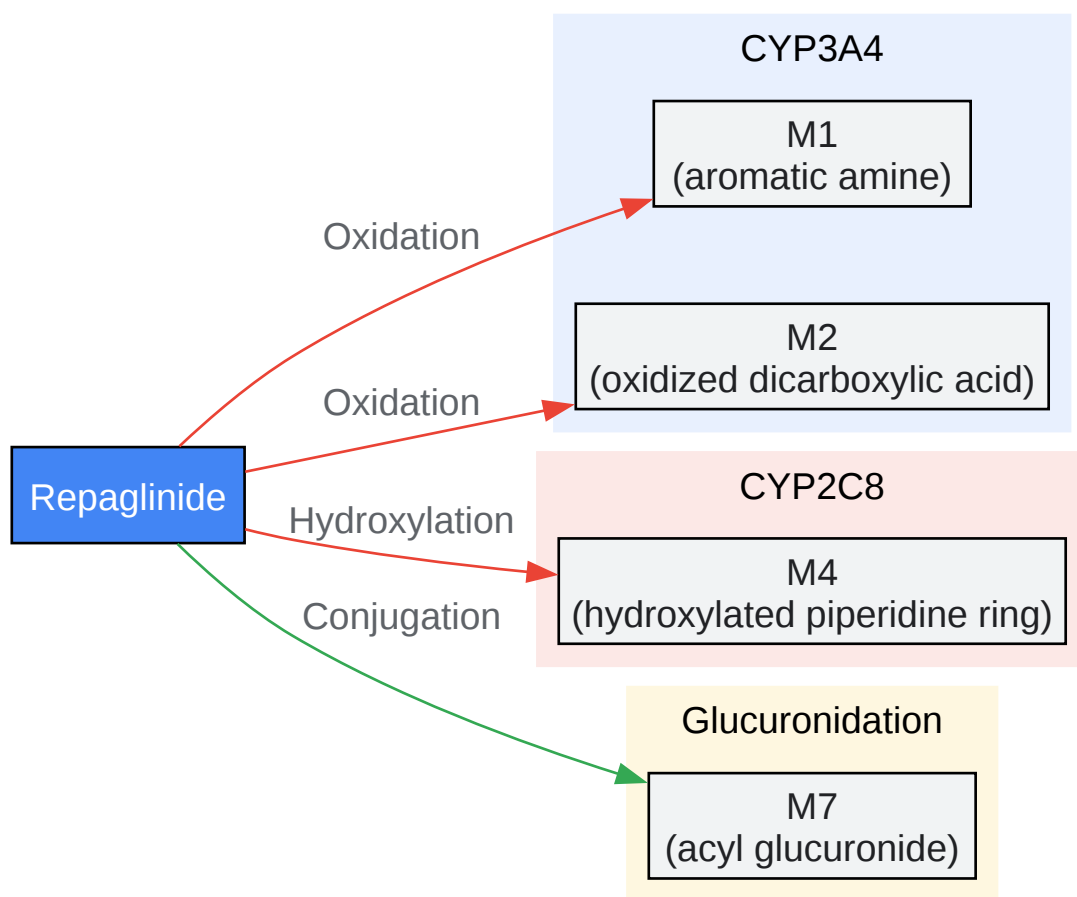 CYP3A4
M1
(aromatic amine)
Oxidation
M2
(oxidized dicarboxylic acid)
Oxidation
Repaglinide
CYP2C8
Hydroxylation
M4
(hydroxylated piperidine ring)
Conjugation
Glucuronidation
M7
(acyl glucuronide)